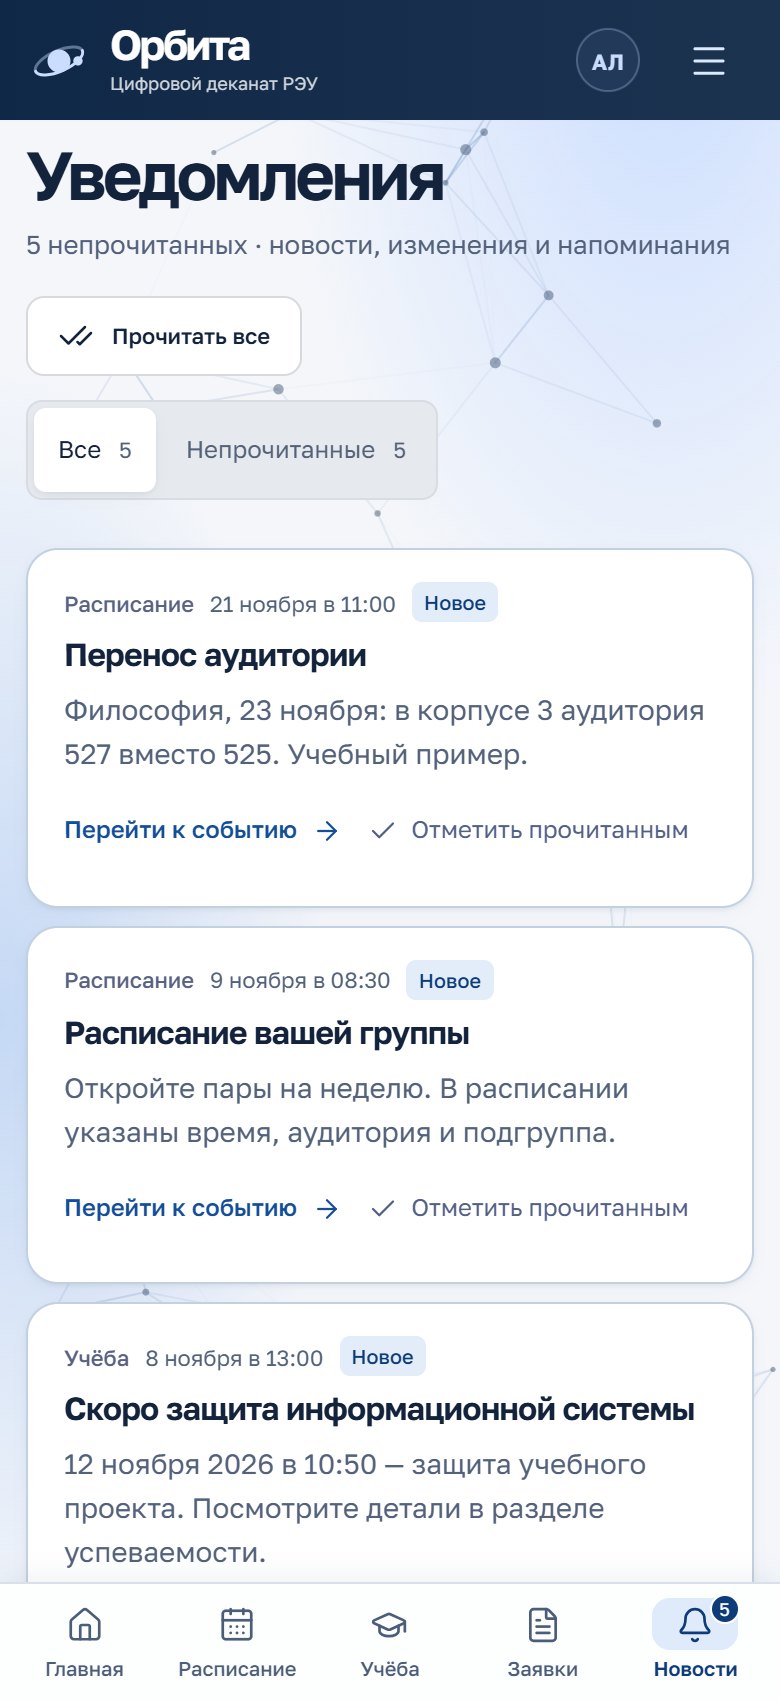 Орбита
Цифровой деканат РЭУ
АЛ
Уведомления
5 непрочитанных · новости, изменения и напоминания
Прочитать все
Все 5 Непрочитанные 5
Расписание 21 ноября в 11:00 Новое
Перенос аудитории
Философия, 23 ноября: в корпусе 3 аудитория
527 вместо 525. Учебный пример.
Перейти к событию → Отметить прочитанным
Расписание 9 ноября в 08:30 Новое
Расписание вашей группы
Откройте пары на неделю. В расписании
указаны время, аудитория и подгруппа.
Перейти к событию → Отметить прочитанным
Учёба 8 ноября в 13:00 Новое
Скоро защита информационной системы
12 ноября 2026 в 10:50 — защита учебного
проекта. Посмотрите детали в разделе
успеваемости.
5
Главная Расписание Учёба Заявки Новости